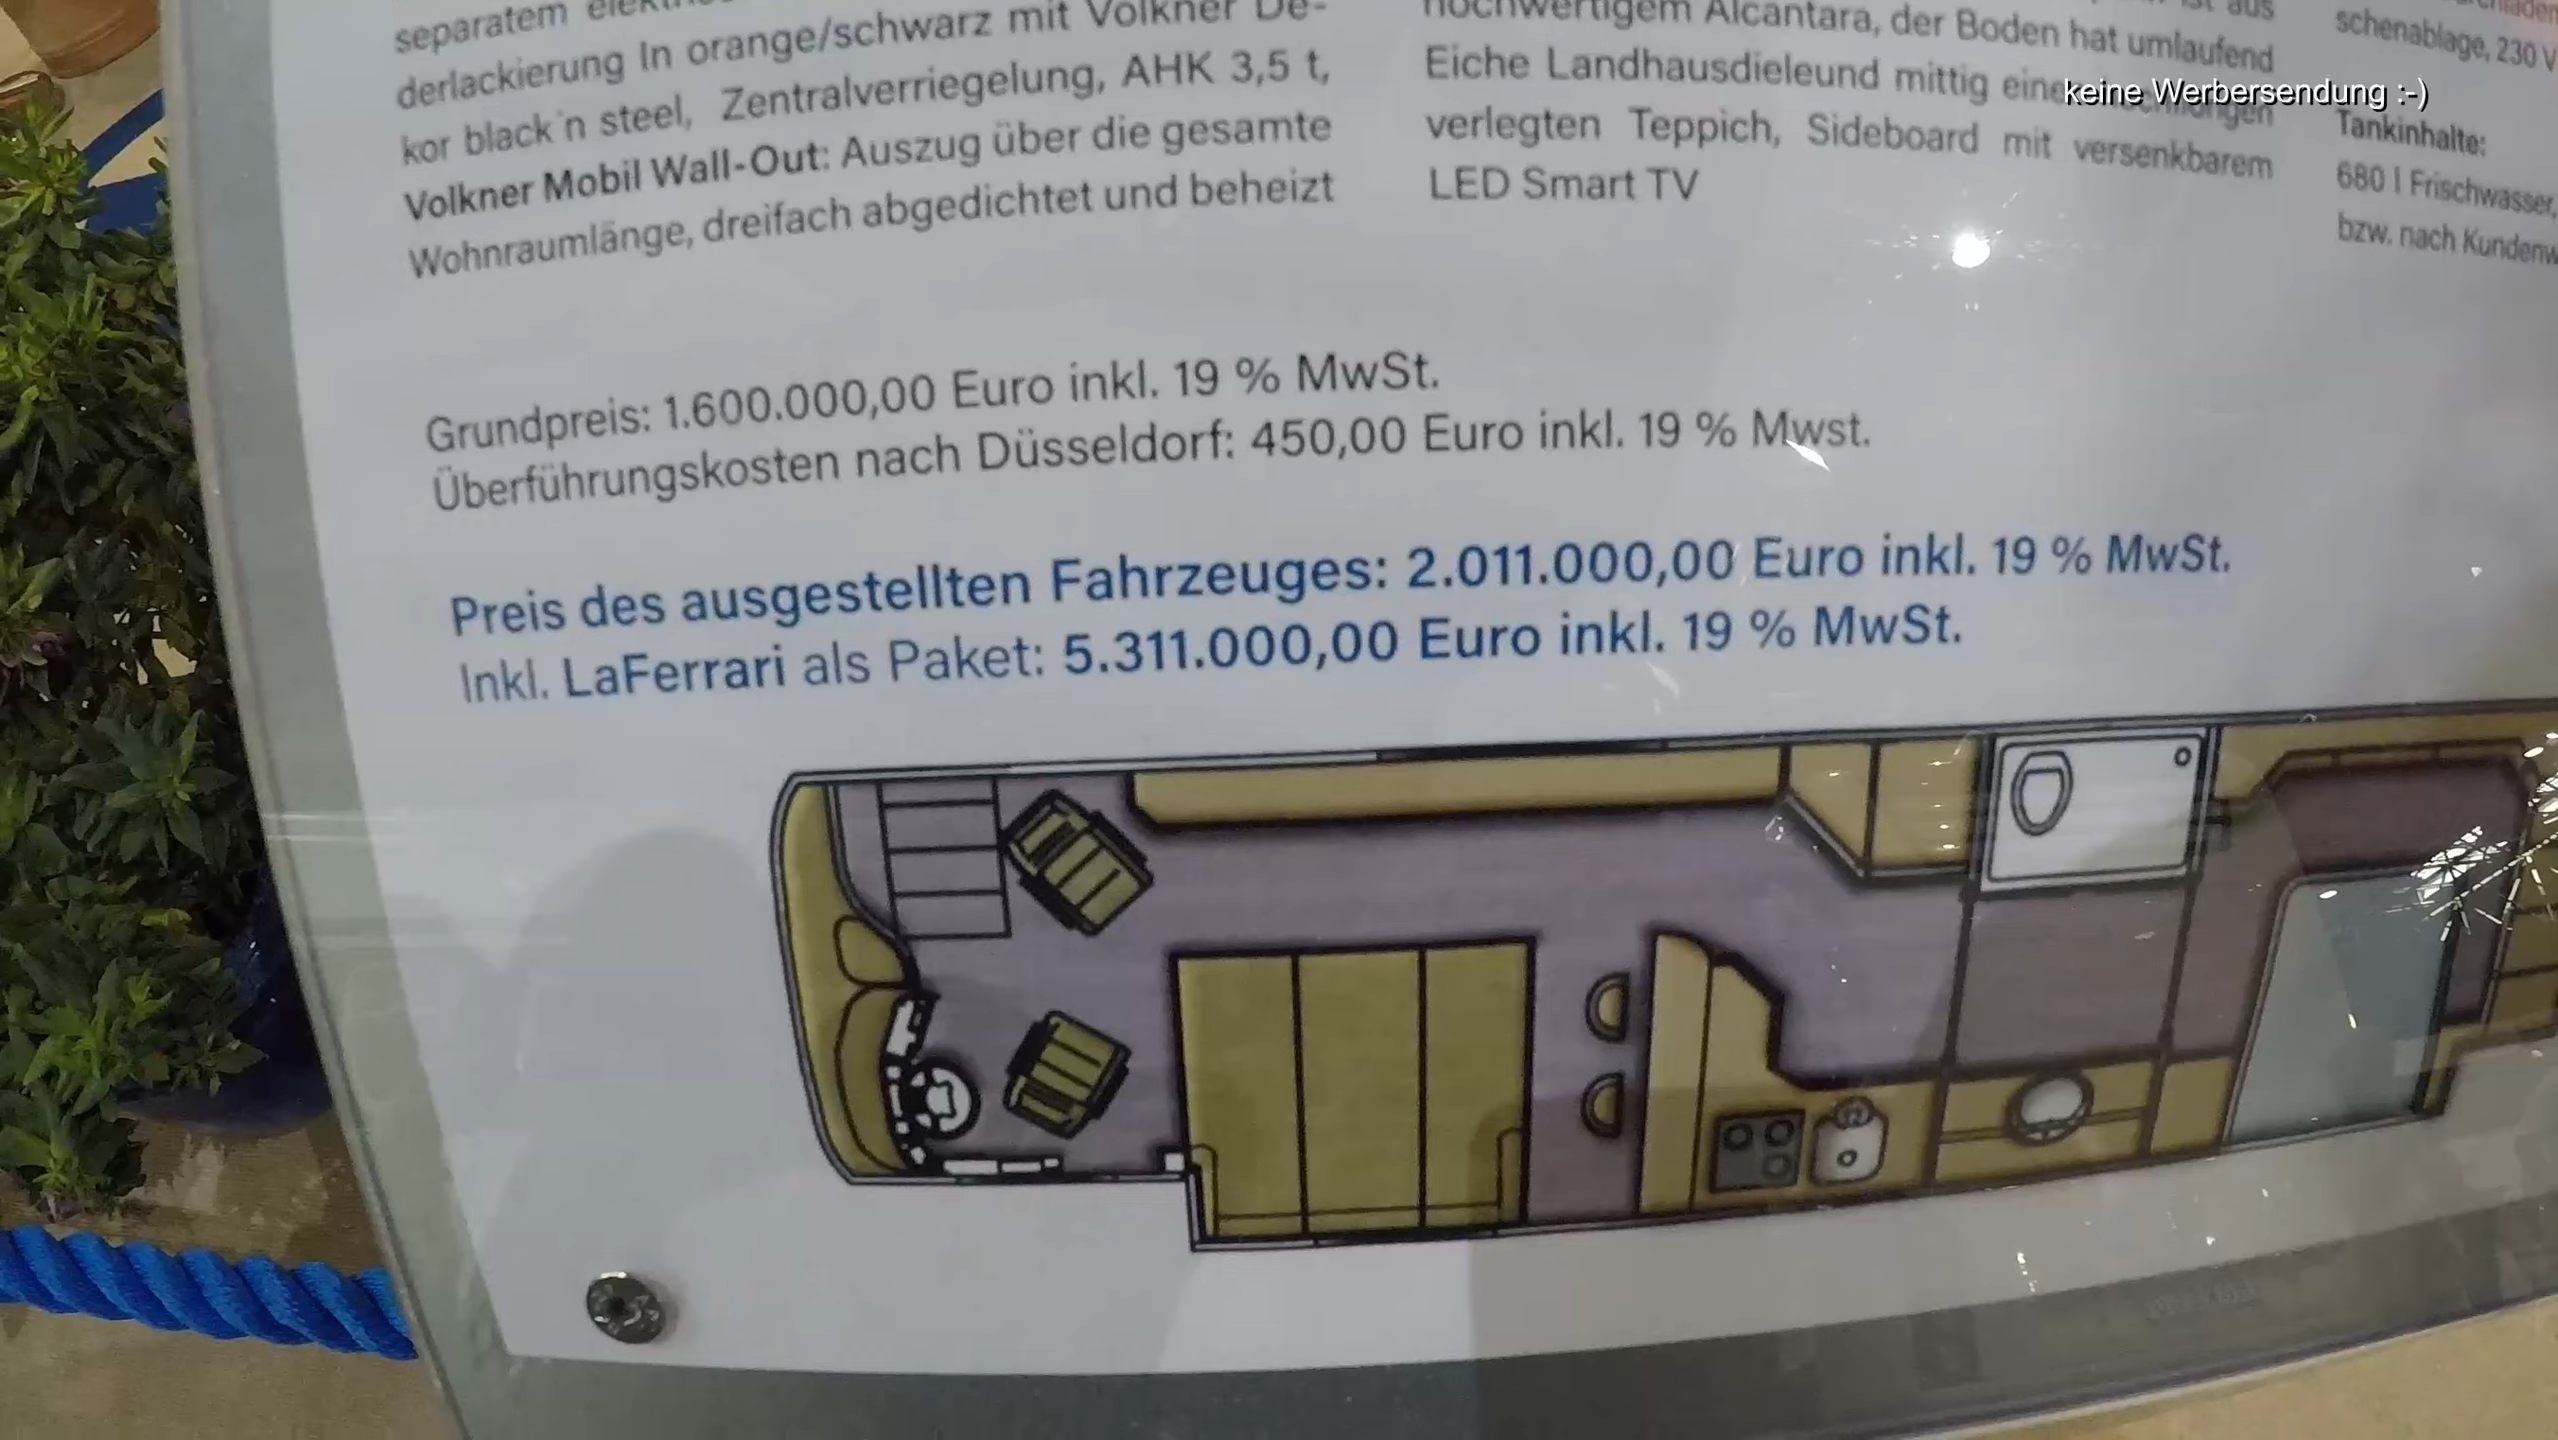 separatem
derlackierung In orange/schwarz mit Volkner De-
kor black´n steel, Zentralverriegelung, AHK 3,5 t,
Volkner Mobil Wall-Out: Auszug über die gesamte
Wohnraumlänge, dreifach abgedichtet und beheizt
aus
hochwertigem Alcantara, der Boden hat umlaufend
Eiche Landhausdieleund mittig
verlegten Teppich, Sideboard mit versenkbarem
LED Smart TV
schenablage, 230 V
keine Werbersendung :-)
Tankinhalte:
680 l Frischwasser,
bzw. nach
Grundpreis: 1.600.000,00 Euro inkl. 19 % MwSt.
Überführungskosten nach Düsseldorf: 450,00 Euro inkl. 19 % Mwst.
Preis des ausgestellten Fahrzeuges: 2.011.000,00 Euro inkl. 19 % MwSt.
Inkl. LaFerrari als Paket: 5.311.000,00 Euro inkl. 19 % MwSt.